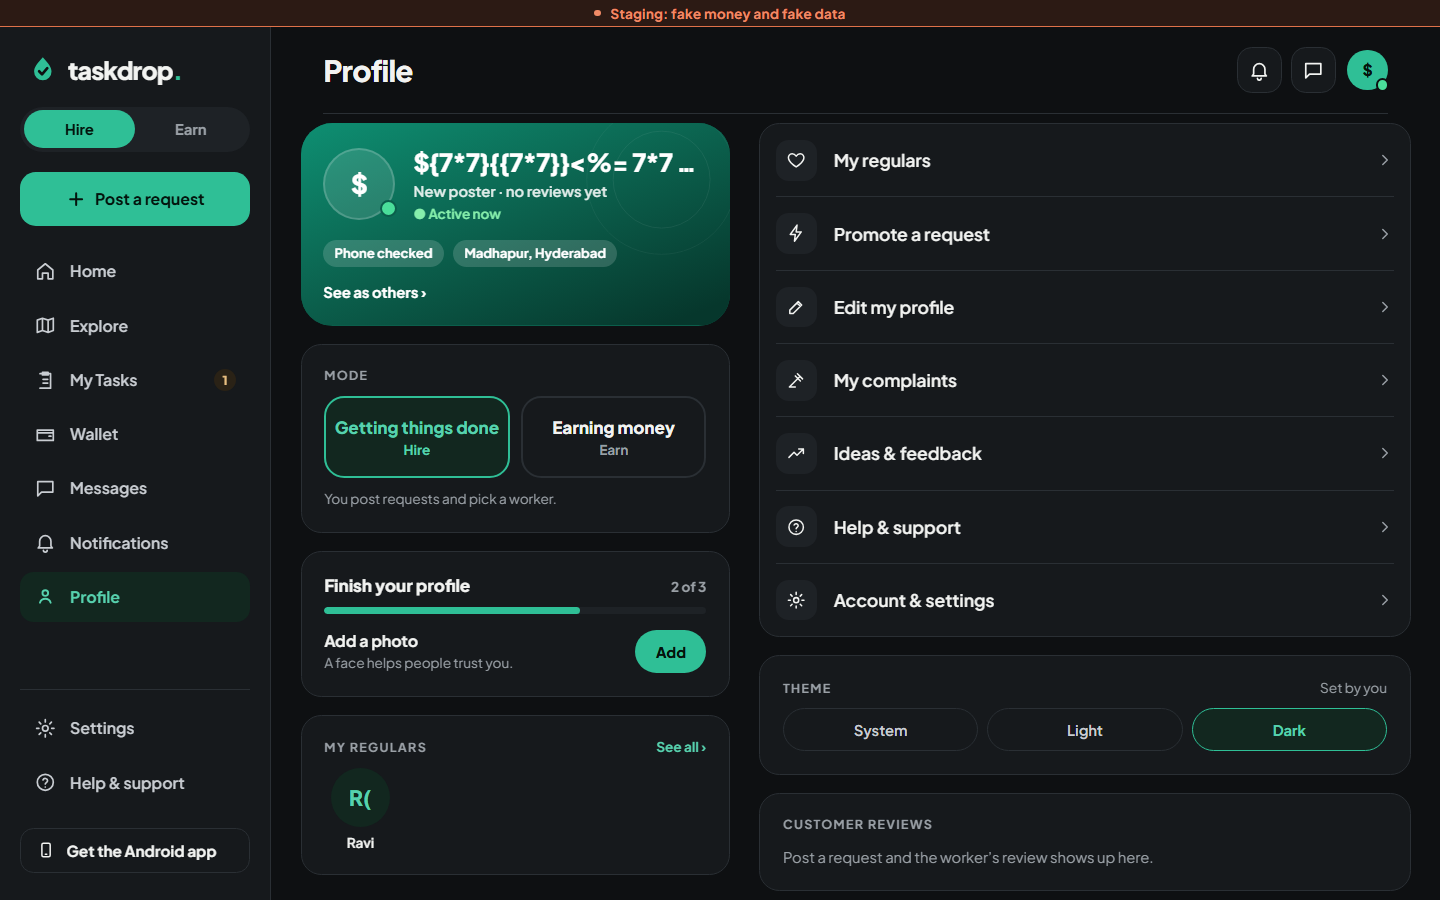 Staging: fake money and fake data
taskdrop.
Hire
Earn
Post a request
Home
Explore
My Tasks
1
Wallet
Messages
Notifications
Profile
Settings
Help & support
Get the Android app
Profile
$
$
${7*7}{{7*7}}<%= 7*7 ...
New poster · no reviews yet
Active now
Phone checked
Madhapur, Hyderabad
See as others ›
MODE
Getting things done
Hire
Earning money
Earn
You post requests and pick a worker.
Finish your profile
2 of 3
Add a photo
A face helps people trust you.
Add
MY REGULARS
See all ›
R(
Ravi
My regulars
Promote a request
Edit my profile
My complaints
Ideas & feedback
Help & support
Account & settings
THEME
Set by you
System
Light
Dark
CUSTOMER REVIEWS
Post a request and the worker's review shows up here.